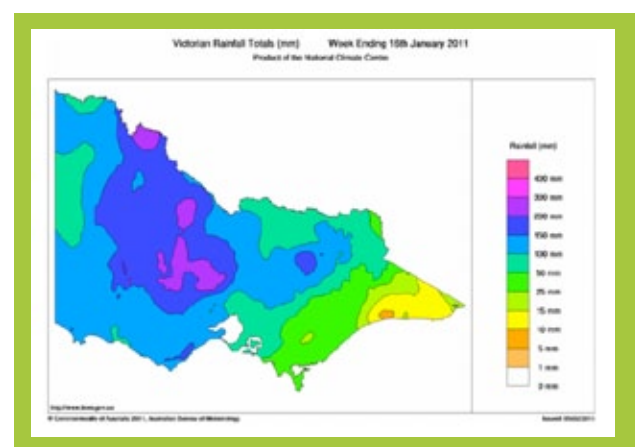 Victorian Rainfall Totals (mm) Week Ending 16th January 2011
Product of the National Climate Centre
Rainfall (mm)
400 mm
300 mm
200 mm
150 mm
100 mm
50 mm
25 mm
15 mm
10 mm
5 mm
1 mm
0 mm
http://www.bom.gov.au
© Commonwealth of Australia 2011, Australian Bureau of Meteorology
Issued: